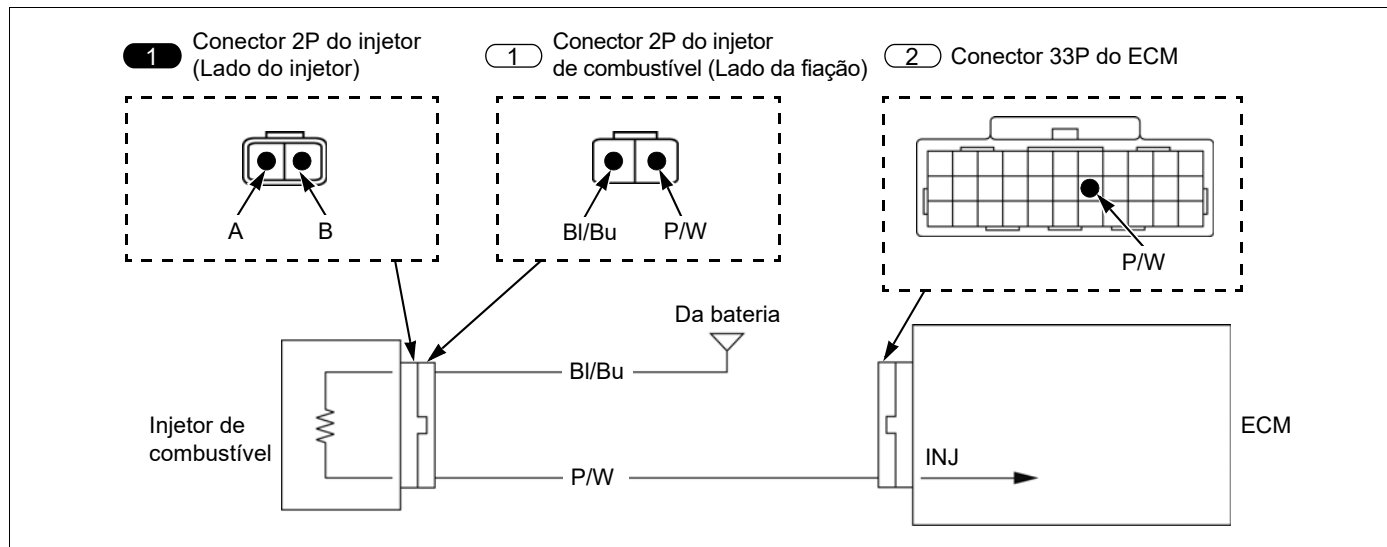 1 Conector 2P do injetor
(Lado do injetor)
1 Conector 2P do injetor
de combustível (Lado da fiação)
2 Conector 33P do ECM
A B
Bl/Bu P/W
P/W
Da bateria
Bl/Bu
Injetor de
combustível
P/W
INJ
ECM